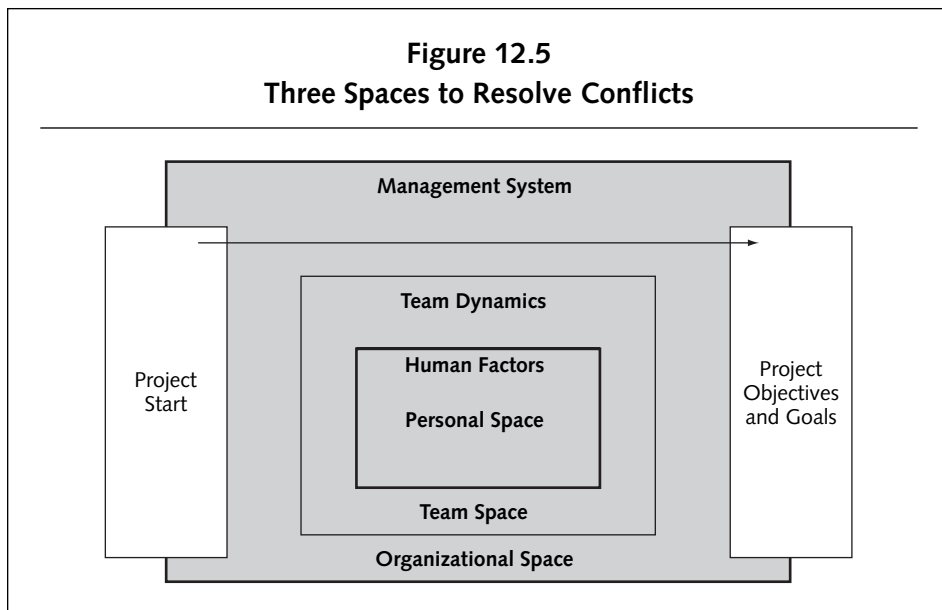 Figure 12.5
Three Spaces to Resolve Conflicts
Management System
Team Dynamics
Human Factors
Personal Space
Team Space
Organizational Space
Project
Start
Project
Objectives
and Goals